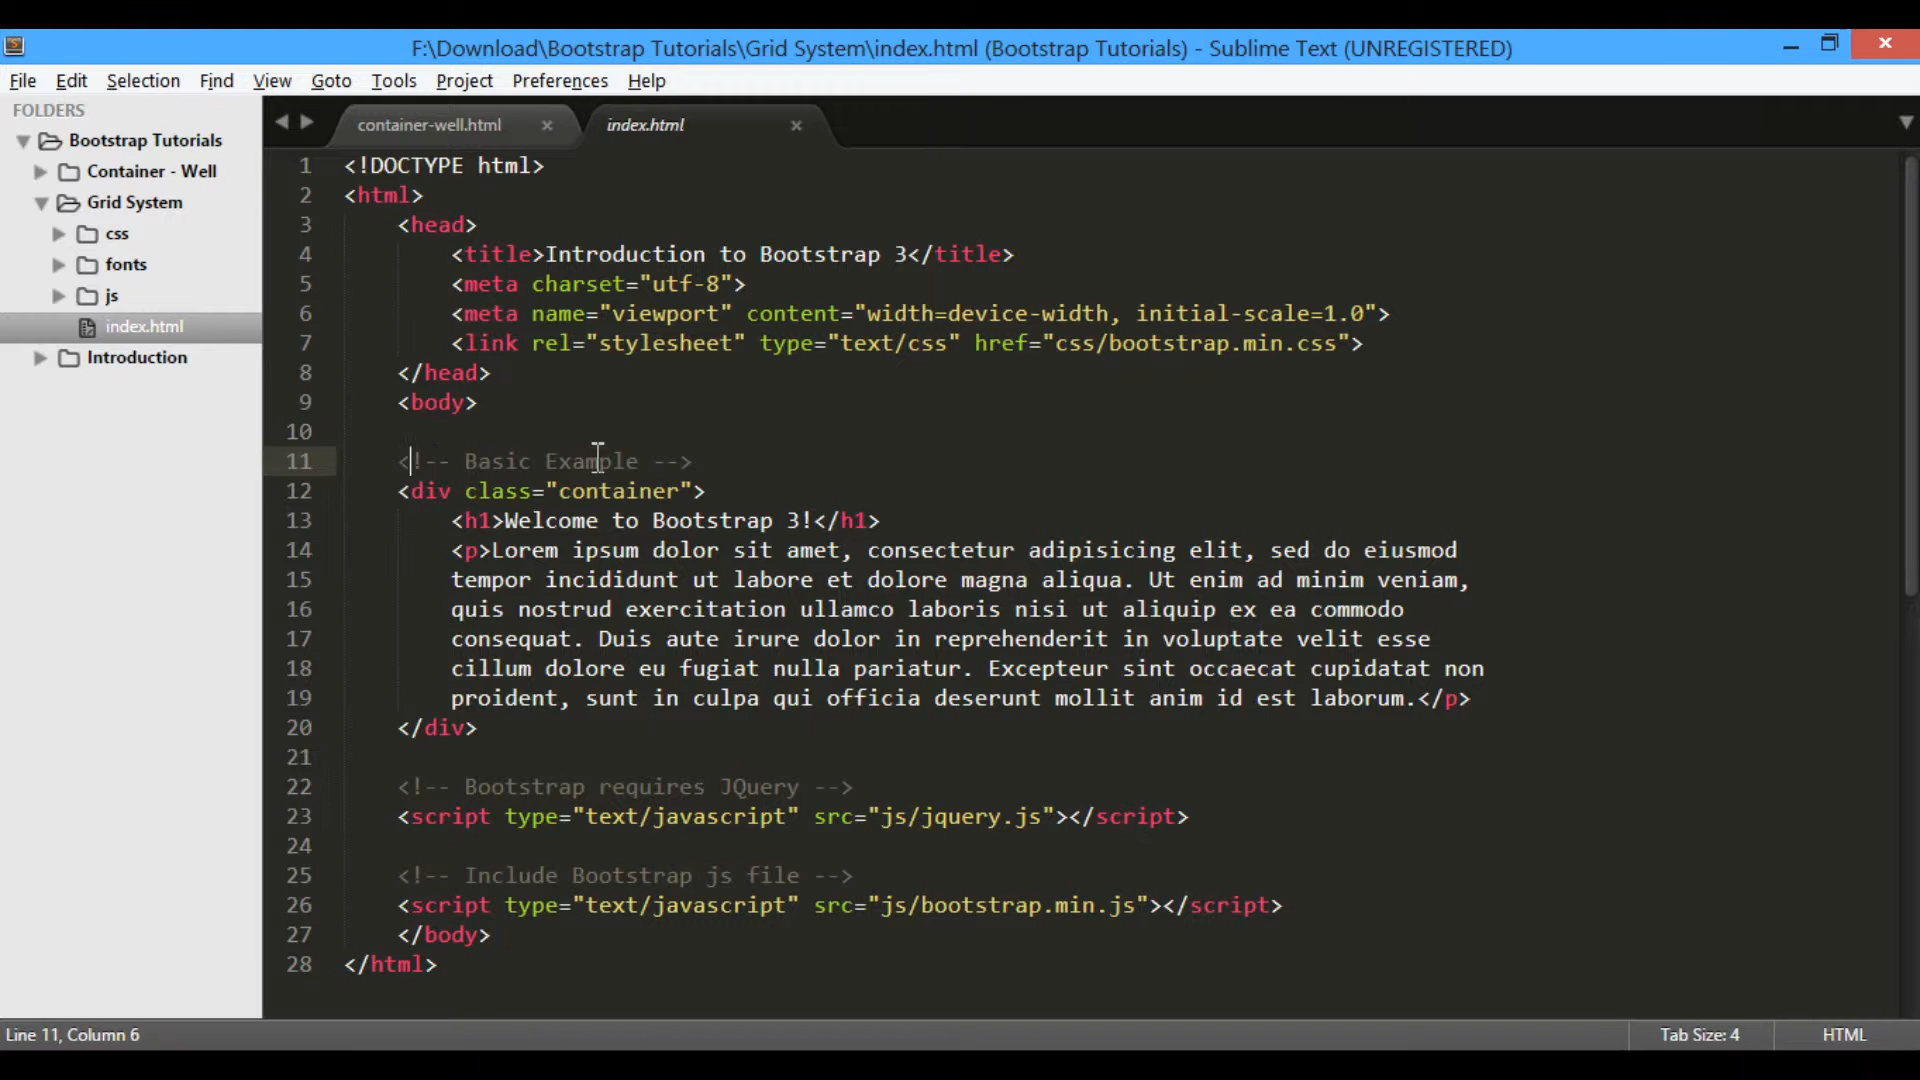 F:\Download\Bootstrap Tutorials\Grid System\index.html (Bootstrap Tutorials) - Sublime Text (UNREGISTERED)
File Edit Selection Find View Goto Tools Project Preferences Help
FOLDERS
Bootstrap Tutorials
Container - Well
Grid System
css
fonts
js
index.html
Introduction
container-well.html index.html
1 <!DOCTYPE html>
2 <html>
3 <head>
4 <title>Introduction to Bootstrap 3</title>
5 <meta charset="utf-8">
6 <meta name="viewport" content="width=device-width, initial-scale=1.0">
7 <link rel="stylesheet" type="text/css" href="css/bootstrap.min.css">
8 </head>
9 <body>
10
11 <!-- Basic Example -->
12 <div class="container">
13 <h1>Welcome to Bootstrap 3!</h1>
14 <p>Lorem ipsum dolor sit amet, consectetur adipisicing elit, sed do eiusmod
15 tempor incididunt ut labore et dolore magna aliqua. Ut enim ad minim veniam,
16 quis nostrud exercitation ullamco laboris nisi ut aliquip ex ea commodo
17 consequat. Duis aute irure dolor in reprehenderit in voluptate velit esse
18 cillum dolore eu fugiat nulla pariatur. Excepteur sint occaecat cupidatat non
19 proident, sunt in culpa qui officia deserunt mollit anim id est laborum.</p>
20 </div>
21
22 <!-- Bootstrap requires JQuery -->
23 <script type="text/javascript" src="js/jquery.js"></script>
24
25 <!-- Include Bootstrap js file -->
26 <script type="text/javascript" src="js/bootstrap.min.js"></script>
27 </body>
28 </html>
Line 11, Column 6 Tab Size: 4 HTML